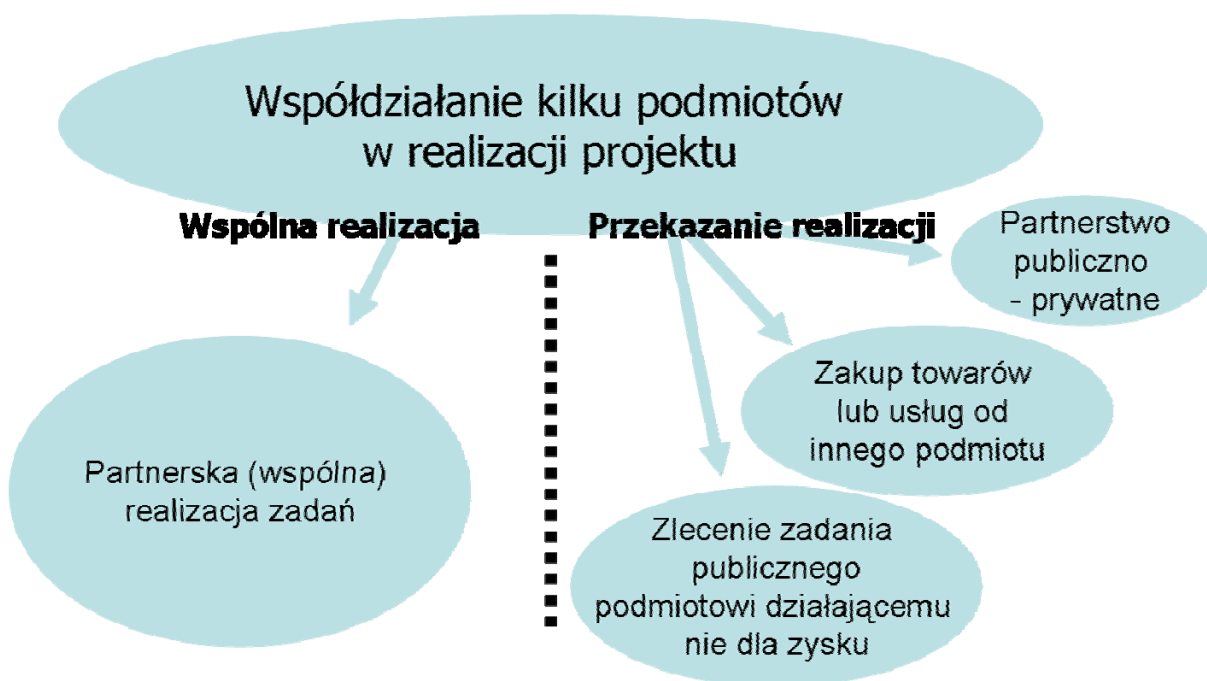 Współdziałanie kilku podmiotów
w realizacji projektu
Wspólna realizacja
Przekazanie realizacji
Partnerstwo
publiczno
- prywatne
Zakup towarów
lub usług od
innego podmiotu
Partnerska (wspólna)
realizacja zadań
Zlecenie zadania
publicznego
podmiotowi działającemu
nie dla zysku